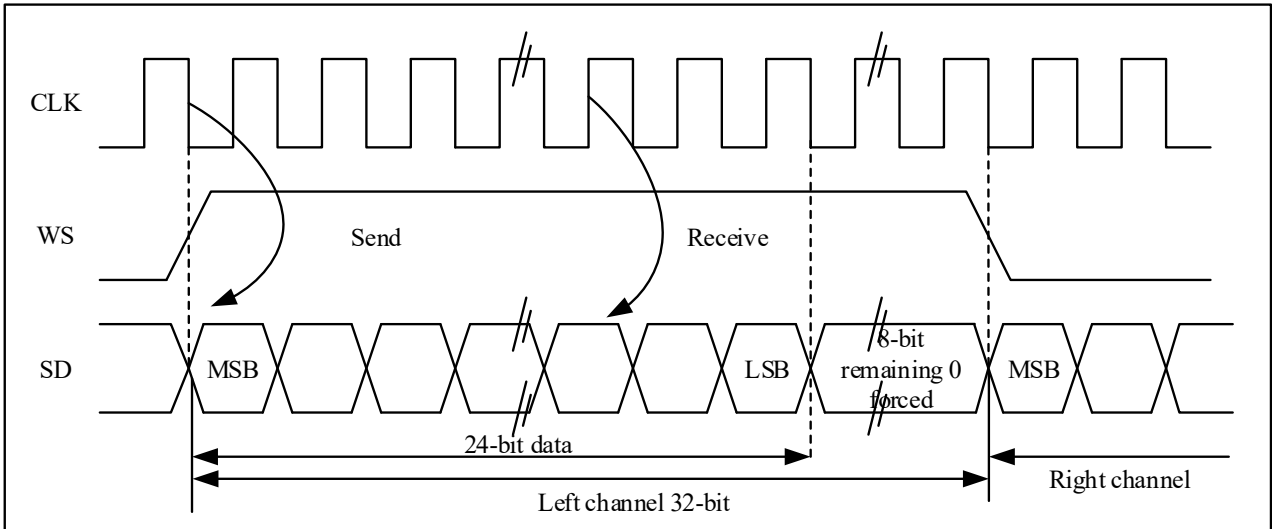 CLK
WS
Send
Receive
SD
MSB
LSB
8-bit
remaining 0
forced
MSB
24-bit data
Left channel 32-bit
Right channel